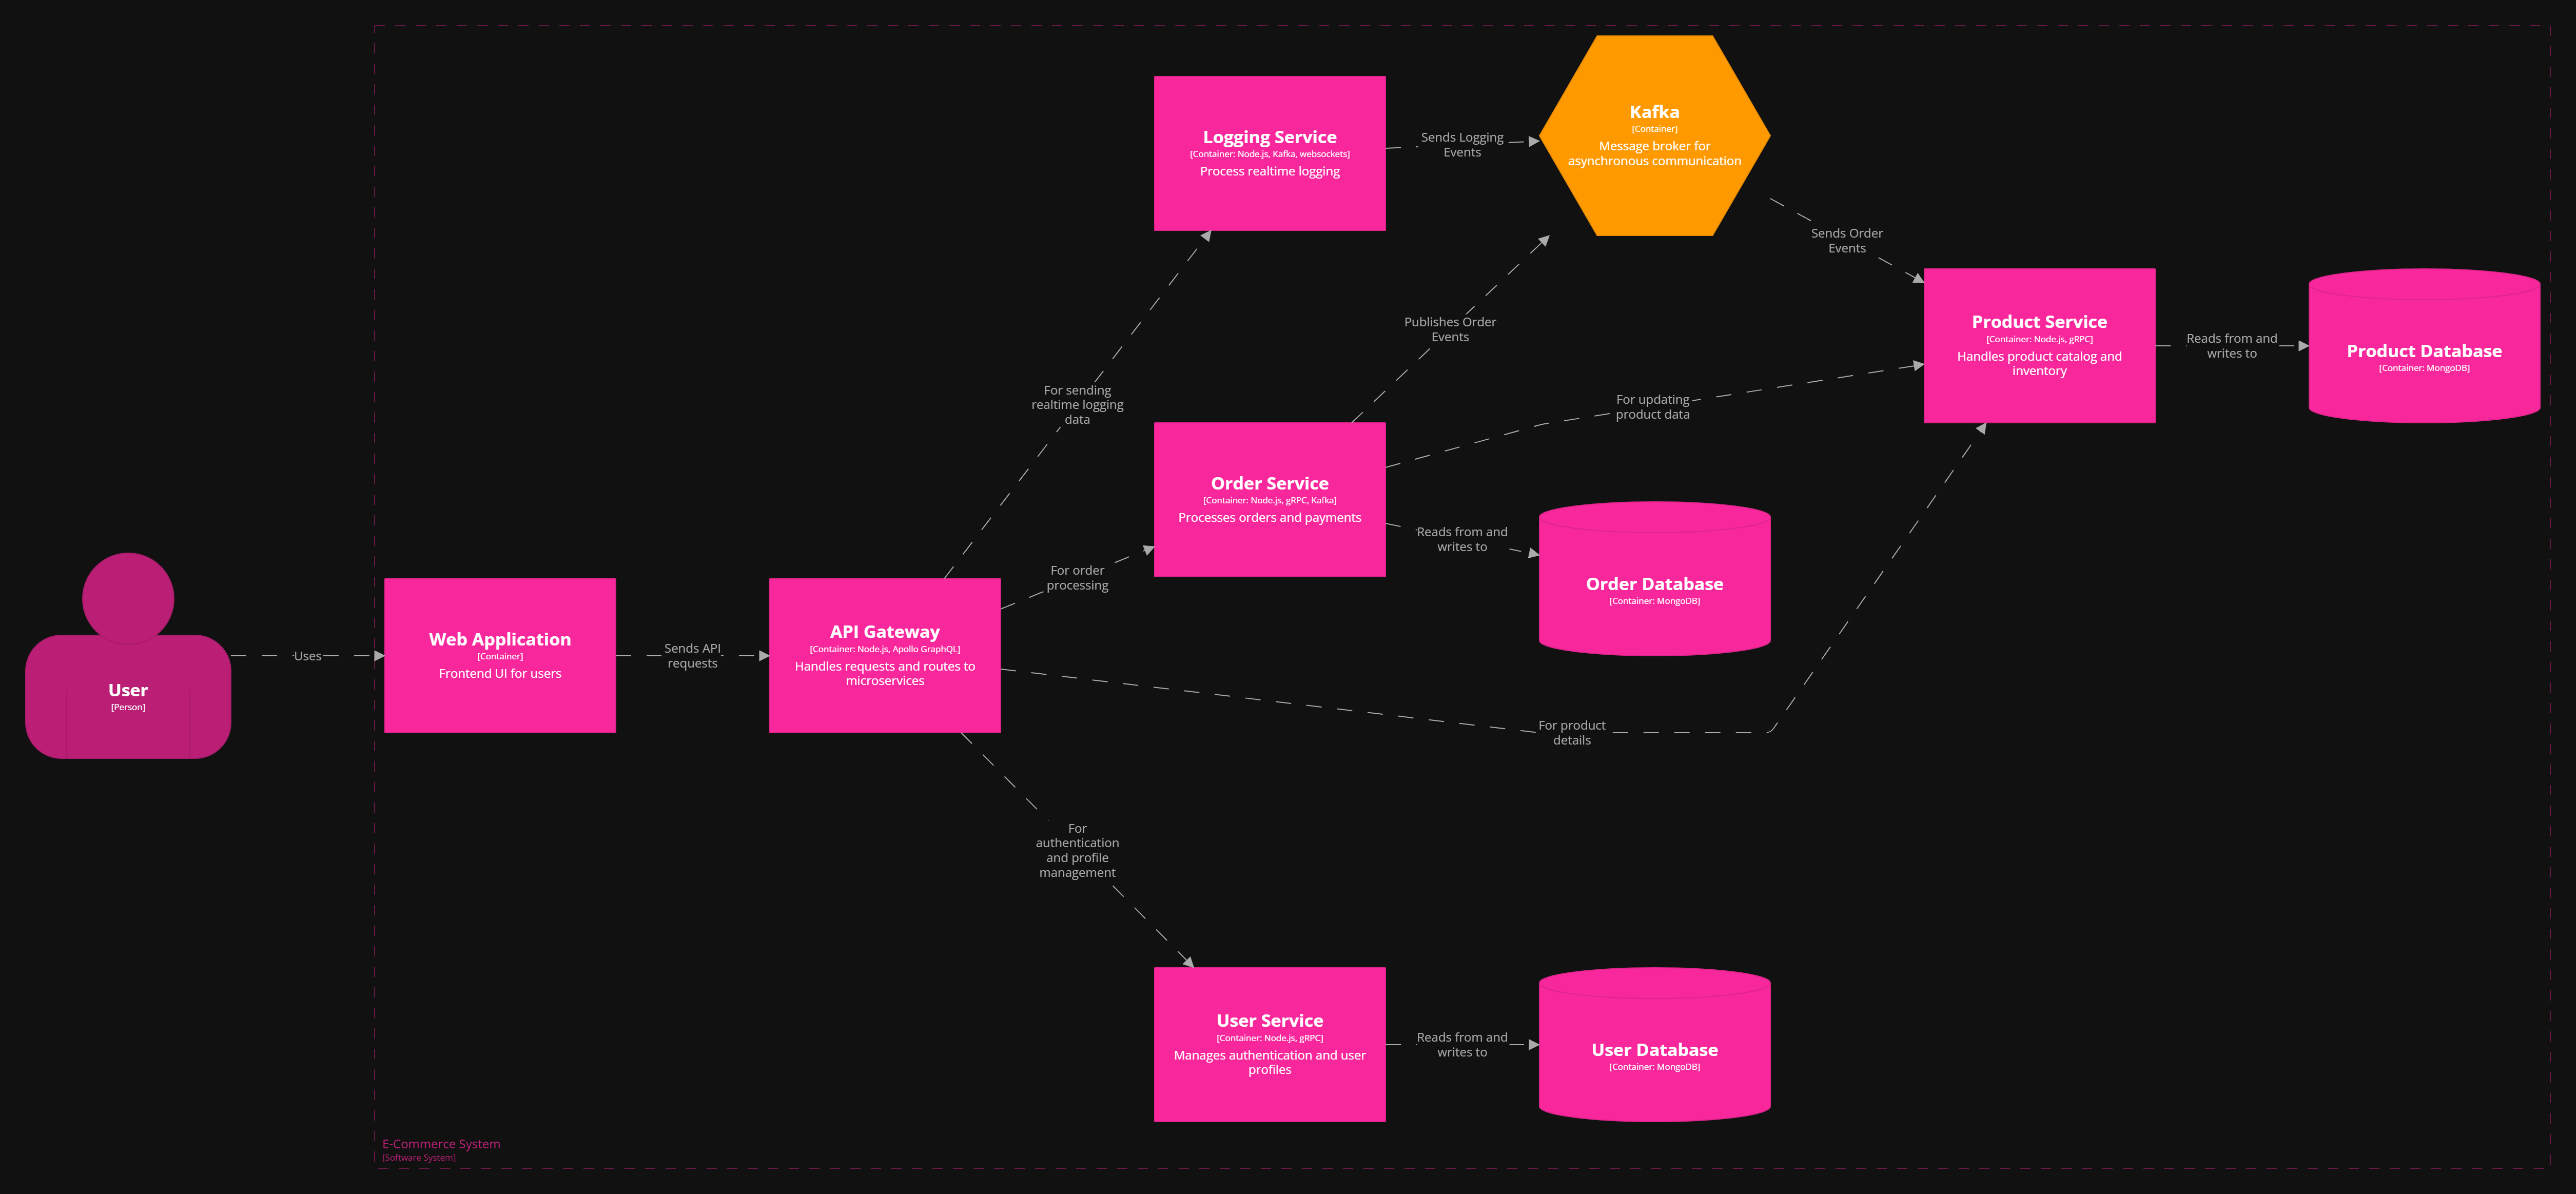 Kafka
[Container]
Message broker for
asynchronous communication
Logging Service
[Container: Node.js, Kafka, websockets]
Process realtime logging
Sends Logging
Events
Sends Order
Events
Product Service
[Container: Node.js, gRPC]
Handles product catalog and
inventory
Reads from and
writes to
Product Database
[Container: MongoDB]
Publishes Order
Events
For sending
realtime logging
data
For updating
product data
Order Service
[Container: Node.js, gRPC, Kafka]
Processes orders and payments
Reads from and
writes to
Order Database
[Container: MongoDB]
For order
processing
User
[Person]
Uses
Web Application
[Container]
Frontend UI for users
Sends API
requests
API Gateway
[Container: Node.js, Apollo GraphQL]
Handles requests and routes to
microservices
For product
details
For
authentication
and profile
management
User Service
[Container: Node.js, gRPC]
Manages authentication and user
profiles
Reads from and
writes to
User Database
[Container: MongoDB]
E-Commerce System
[Software System]